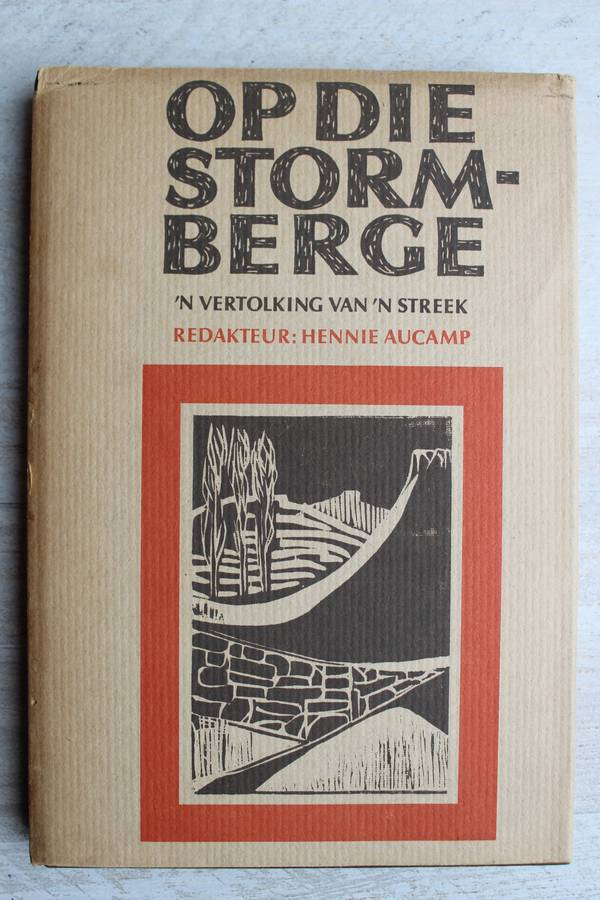 OP DIE
STORM-
BERGE
'N VERTOLKING VAN 'N STREEK
REDAKTEUR: HENNIE AUCAMP